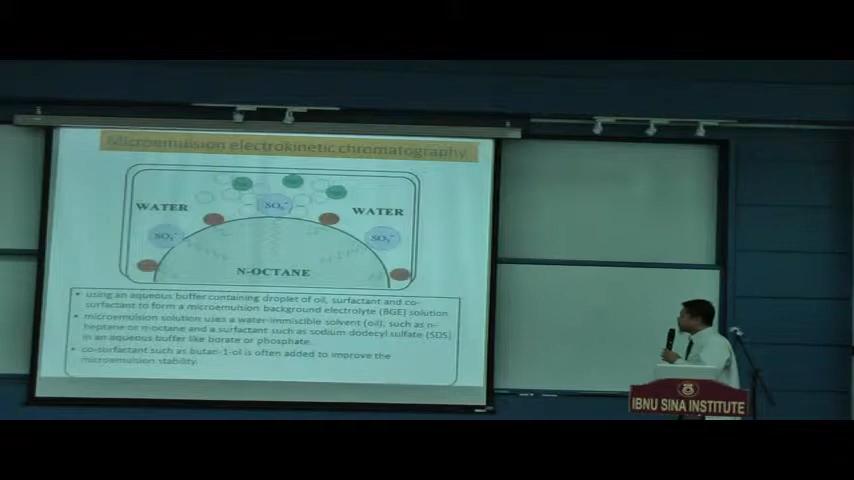 Microemulsion electrokinetic chromatography
WATER
SO₃⁻
WATER
SO₃⁻
SO₃⁻
N-OCTANE
• using an aqueous buffer containing droplet of oil, surfactant and co-
surfactant to form a microemulsion background electrolyte (BGE) solution
• microemulsion solution uses a water-immiscible solvent (oil), such as n-
heptane or n-octane and a surfactant such as sodium dodecyl sulfate (SDS)
in an aqueous buffer like borate or phosphate.
• co-surfactant such as butan-1-ol is often added to improve the
microemulsion stability.
IBNU SINA INSTITUTE